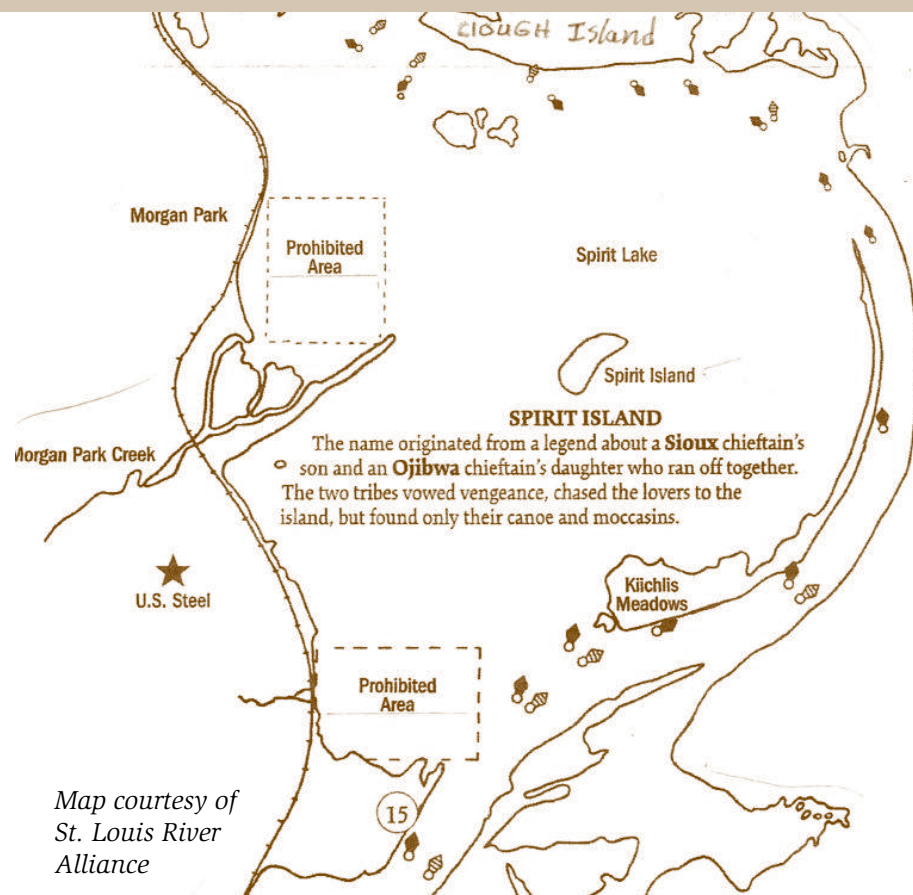 CLOUGH Island
Morgan Park
Prohibited
Area
Spirit Lake
Spirit Island
SPIRIT ISLAND
The name originated from a legend about a Sioux chieftain's
son and an Ojibwa chieftain's daughter who ran off together.
The two tribes vowed vengeance, chased the lovers to the
island, but found only their canoe and moccasins.
Morgan Park Creek
U.S. Steel
Kiichlis
Meadows
Prohibited
Area
15
Map courtesy of
St. Louis River
Alliance